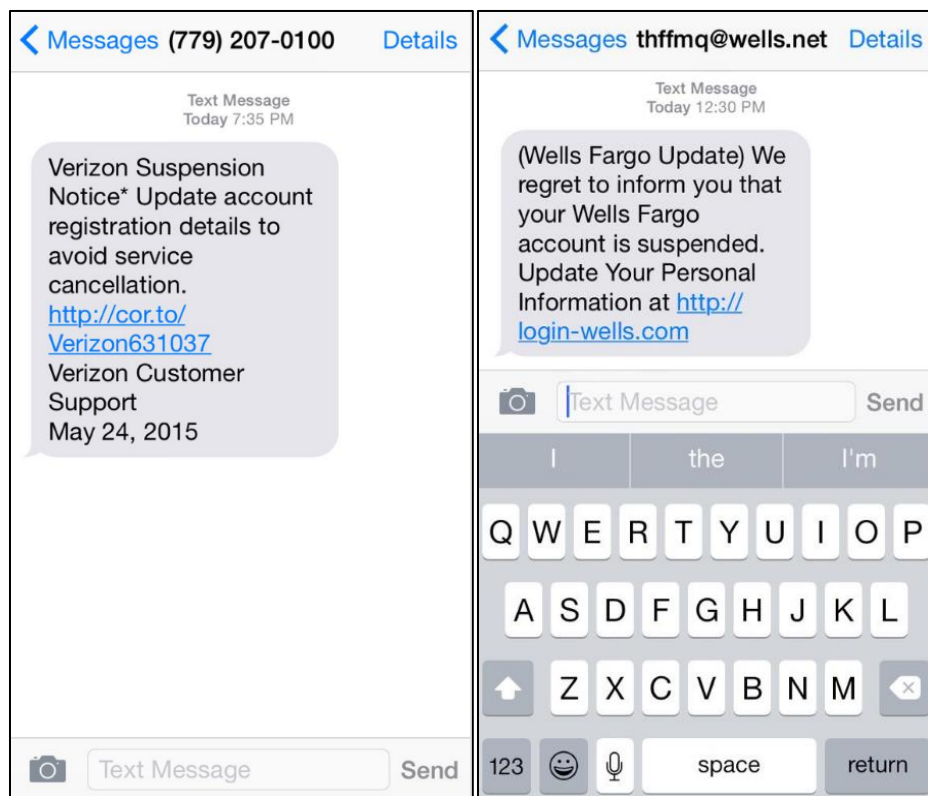 Messages (779) 207-0100 Details
Text Message
Today 7:35 PM
Verizon Suspension
Notice* Update account
registration details to
avoid service
cancellation.
http://cor.to/
Verizon631037
Verizon Customer
Support
May 24, 2015
Text Message Send
Messages thffmq@wells.net Details
Text Message
Today 12:30 PM
(Wells Fargo Update) We
regret to inform you that
your Wells Fargo
account is suspended.
Update Your Personal
Information at http://
login-wells.com
Text Message Send
I the I'm
Q W E R T Y U I O P
A S D F G H J K L
Z X C V B N M
123 space return